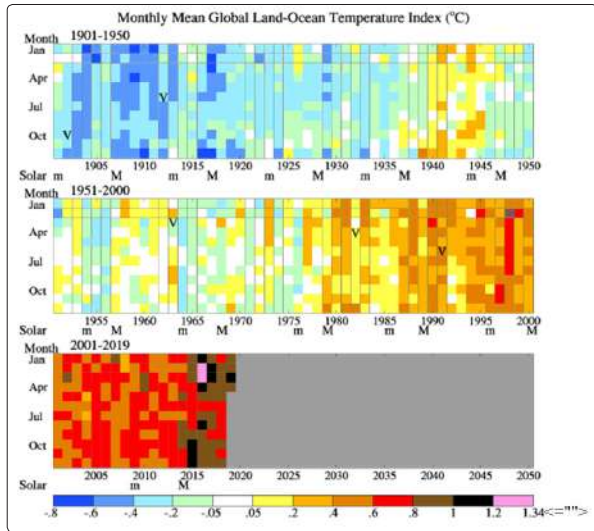 Monthly Mean Global Land-Ocean Temperature Index (°C)
Month 1901-1950
Jan
Apr
V
Jul
Oct
V
1905 1910 1915 1920 1925 1930 1935 1940 1945 1950
Solar m M m M m M m M m M
Month 1951-2000
Jan
V
Apr
V
V
Jul
Oct
1955 1960 1965 1970 1975 1980 1985 1990 1995 2000
Solar m M m M m M m M m M
Month 2001-2019
Jan
Apr
Jul
Oct
2005 2010 2015 2020 2025 2030 2035 2040 2045 2050
Solar m M
-.8 -.6 -.4 -.2 -.05 .05 .2 .4 .6 .8 1 1.2 1.34<="">